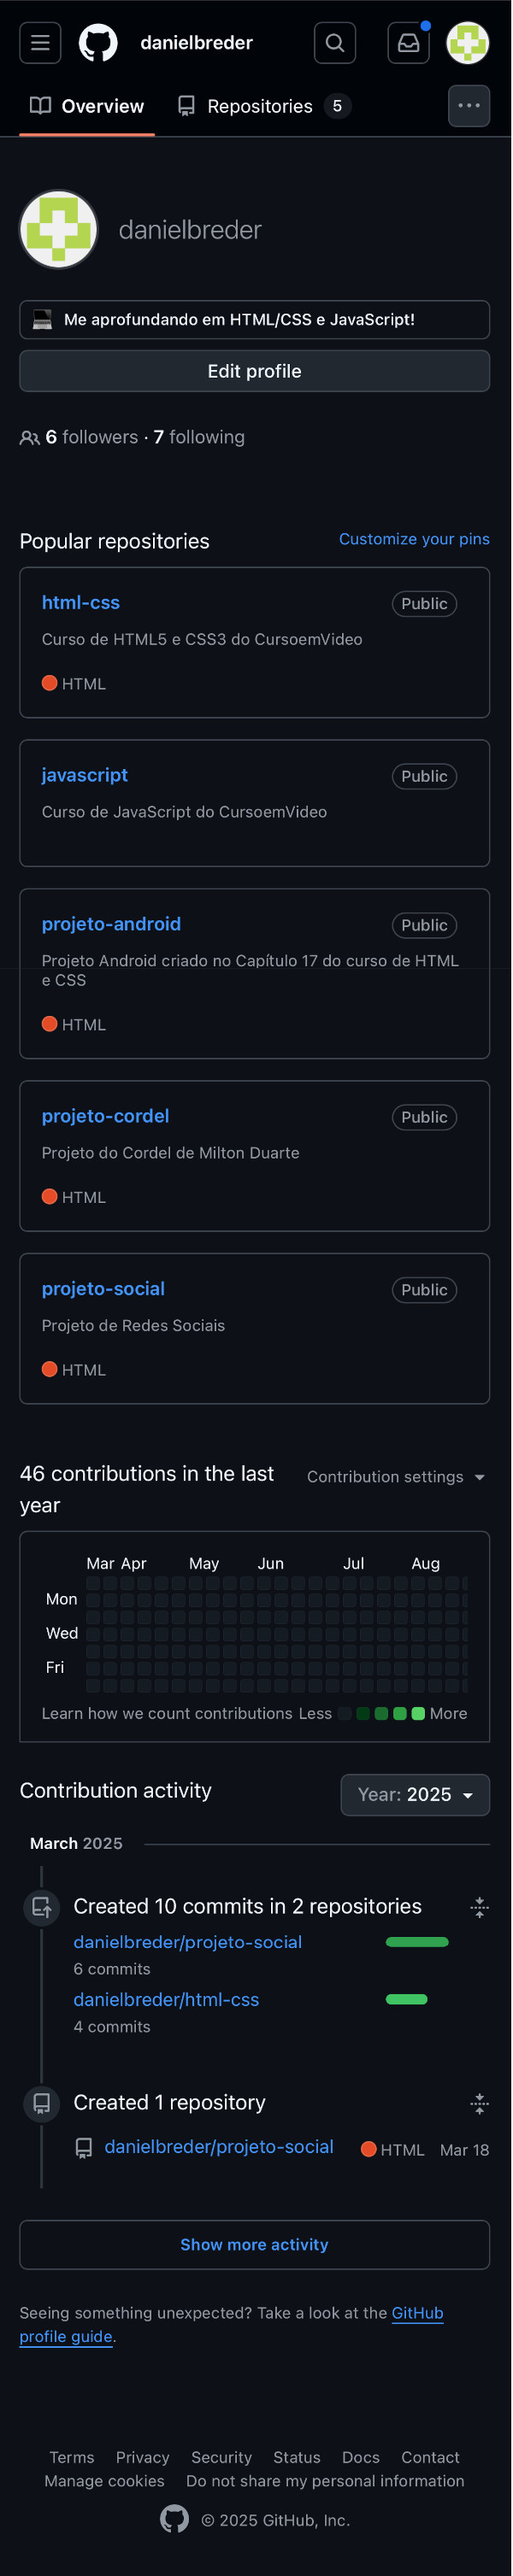 danielbreder
Overview Repositories 5
danielbreder
Me aprofundando em HTML/CSS e JavaScript!
Edit profile
6 followers · 7 following
Popular repositories Customize your pins
html-css Public
Curso de HTML5 e CSS3 do CursoemVideo
HTML
javascript Public
Curso de JavaScript do CursoemVideo
projeto-android Public
Projeto Android criado no Capítulo 17 do curso de HTML
e CSS
HTML
projeto-cordel Public
Projeto do Cordel de Milton Duarte
HTML
projeto-social Public
Projeto de Redes Sociais
HTML
46 contributions in the last
year
Contribution settings
Mar Apr May Jun Jul Aug
Mon
Wed
Fri
Learn how we count contributions Less More
Contribution activity Year: 2025
March 2025
Created 10 commits in 2 repositories
danielbreder/projeto-social
6 commits
danielbreder/html-css
4 commits
Created 1 repository
danielbreder/projeto-social HTML Mar 18
Show more activity
Seeing something unexpected? Take a look at the GitHub
profile guide.
Terms Privacy Security Status Docs Contact
Manage cookies Do not share my personal information
© 2025 GitHub, Inc.